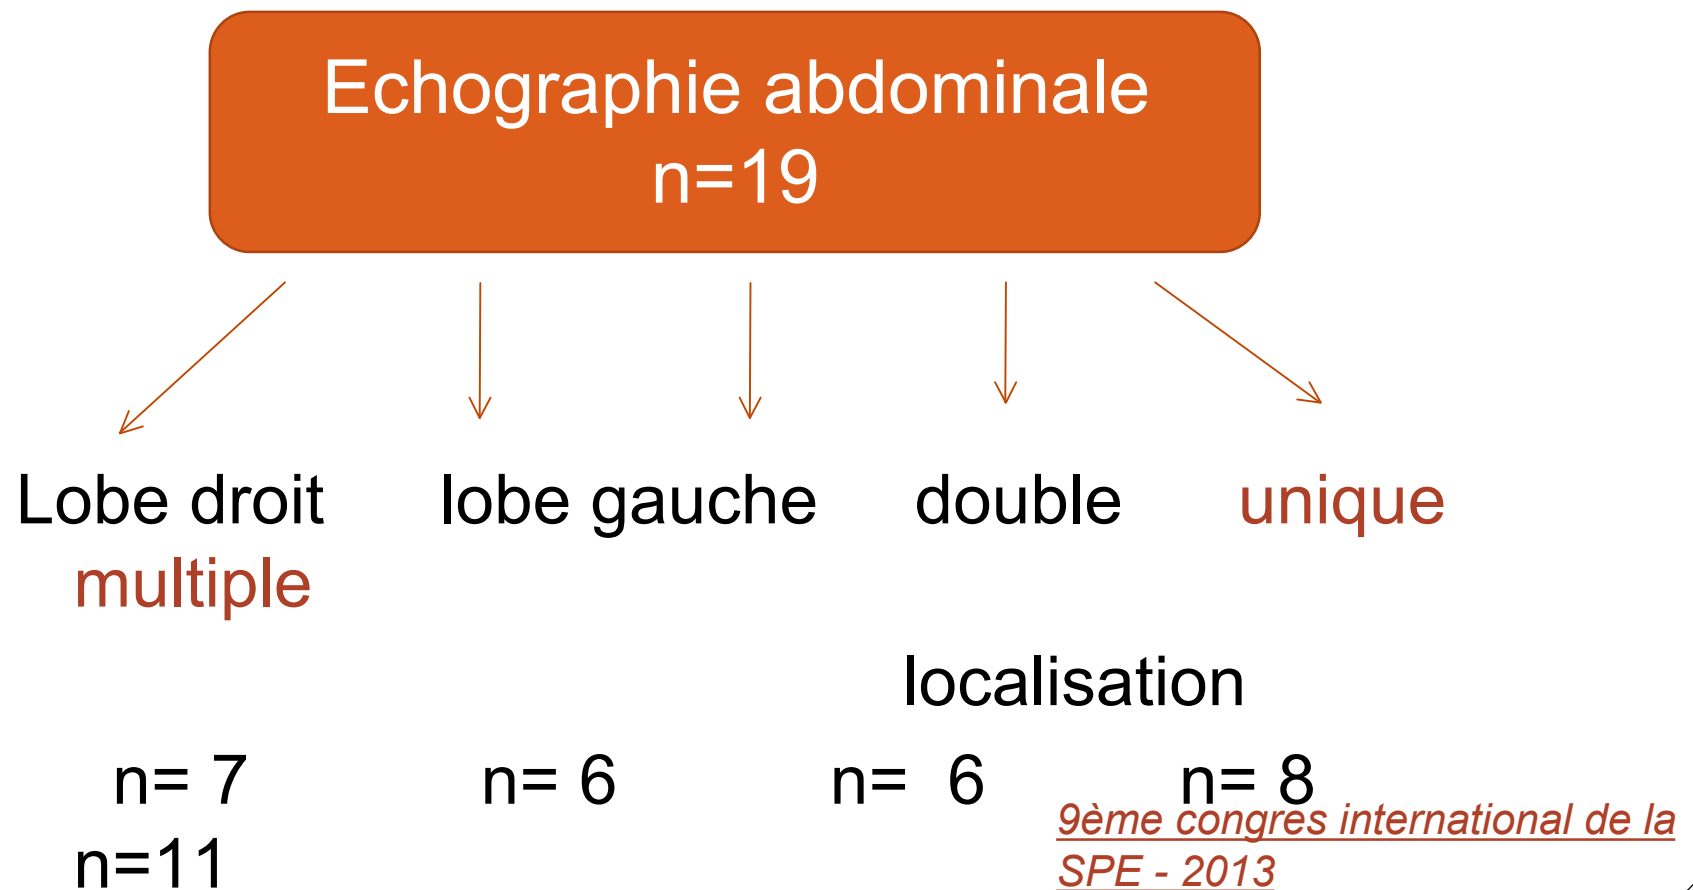 Echographie abdominale
n=19
Lobe droit lobe gauche double unique
multiple
localisation
n= 7 n= 6 n= 6 n= 8
n=11
9ème congrès international de la
SPE - 2013